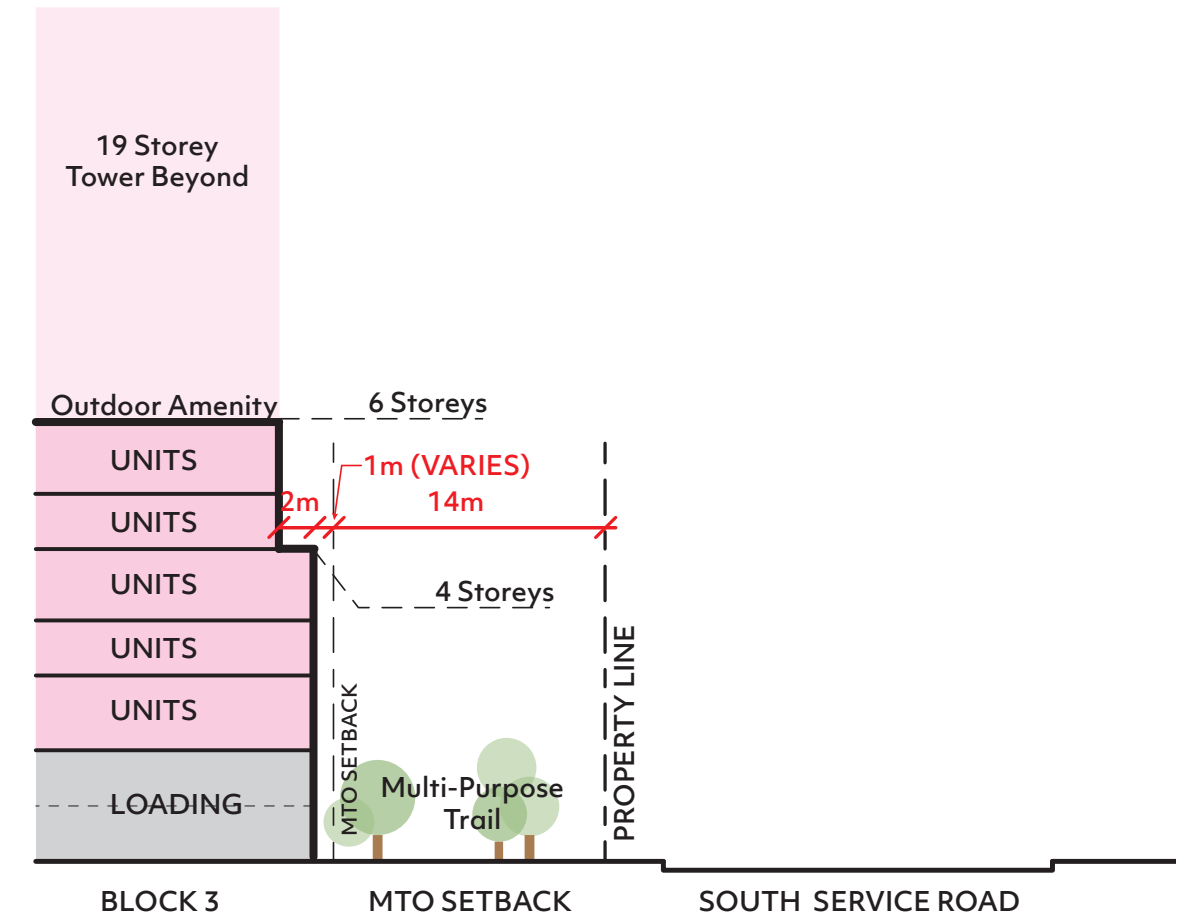 19 Storey
Tower Beyond
Outdoor Amenity
6 Storeys
UNITS
1m (VARIES)
2m
14m
UNITS
UNITS
4 Storeys
UNITS
UNITS
MTO SETBACK
PROPERTY LINE
Multi-Purpose
Trail
LOADING
BLOCK 3
MTO SETBACK
SOUTH SERVICE ROAD